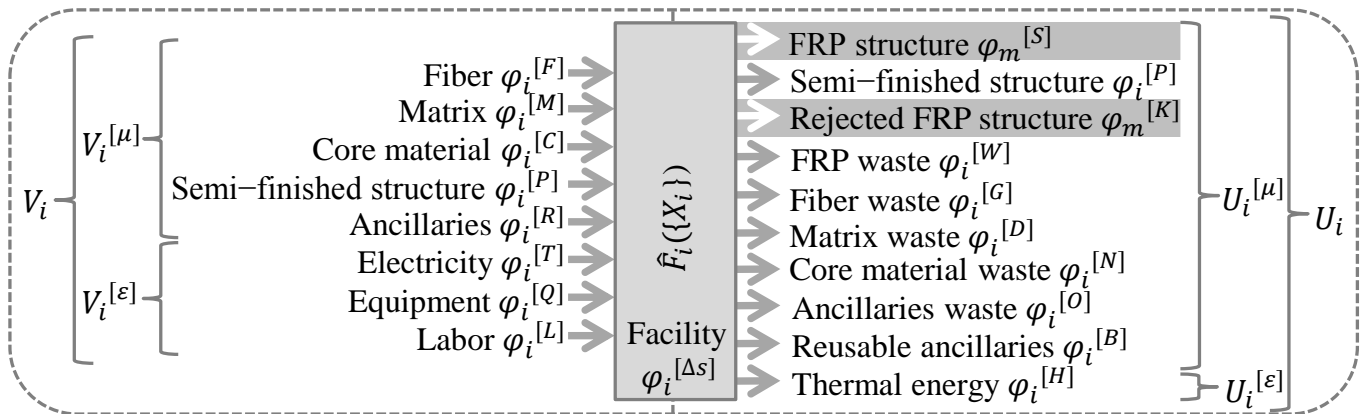 V_i
V_i^[μ]
V_i^[ε]
Fiber φ_i^[F]
Matrix φ_i^[M]
Core material φ_i^[C]
Semi−finished structure φ_i^[P]
Ancillaries φ_i^[R]
Electricity φ_i^[T]
Equipment φ_i^[Q]
Labor φ_i^[L]
F̂_i({X_i})
Facility
φ_i^[Δs]
FRP structure φ_m^[S]
Semi−finished structure φ_i^[P]
Rejected FRP structure φ_m^[K]
FRP waste φ_i^[W]
Fiber waste φ_i^[G]
Matrix waste φ_i^[D]
Core material waste φ_i^[N]
Ancillaries waste φ_i^[O]
Reusable ancillaries φ_i^[B]
Thermal energy φ_i^[H]
U_i^[μ]
U_i^[ε]
U_i